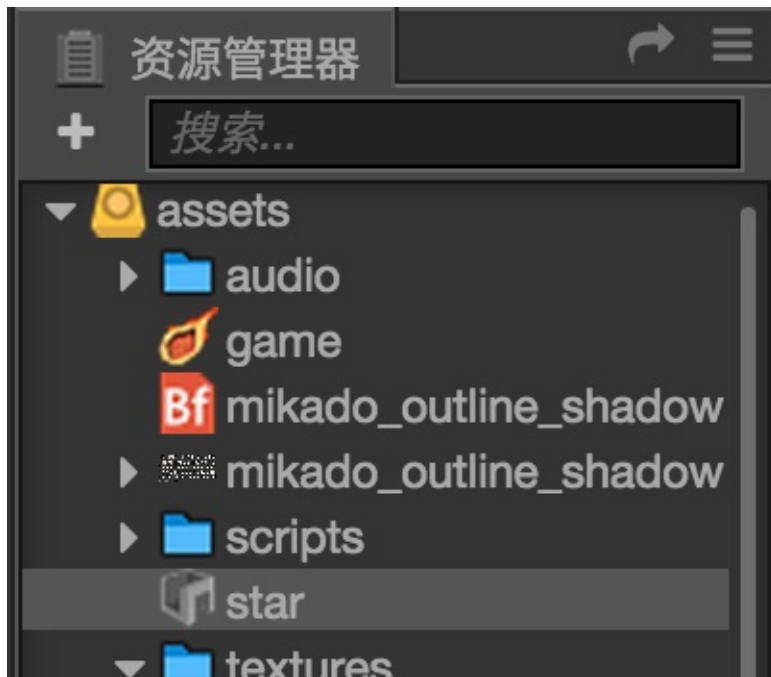 资源管理器
搜索...
assets
audio
game
Bf mikado_outline_shadow
mikado_outline_shadow
scripts
star
textures